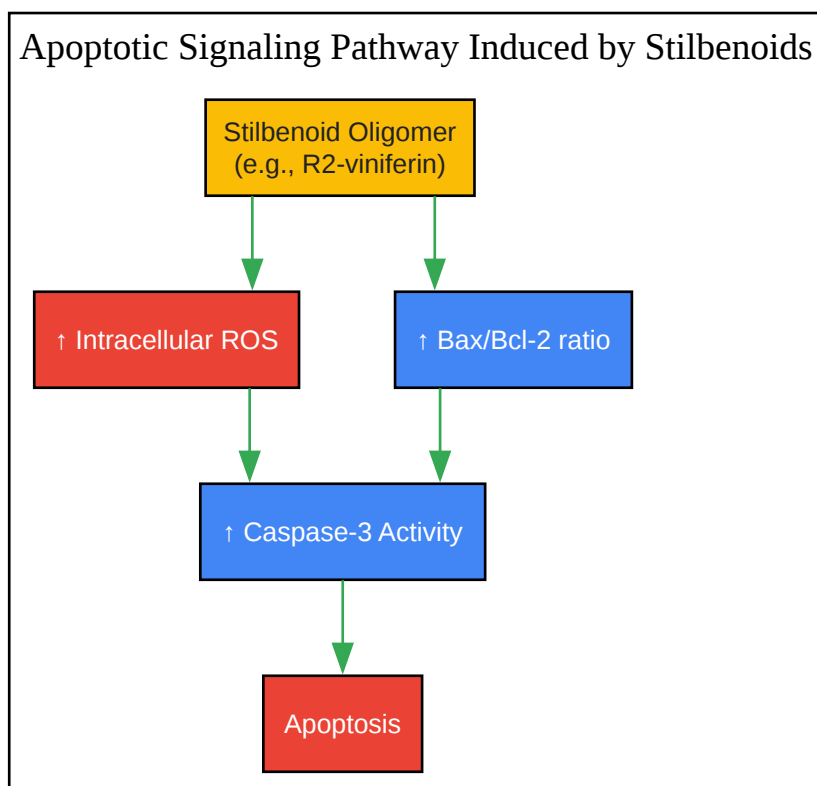 Apoptotic Signaling Pathway Induced by Stilbenoids
Stilbenoid Oligomer
(e.g., R2-viniferin)
↑ Intracellular ROS
↑ Bax/Bcl-2 ratio
↑ Caspase-3 Activity
Apoptosis